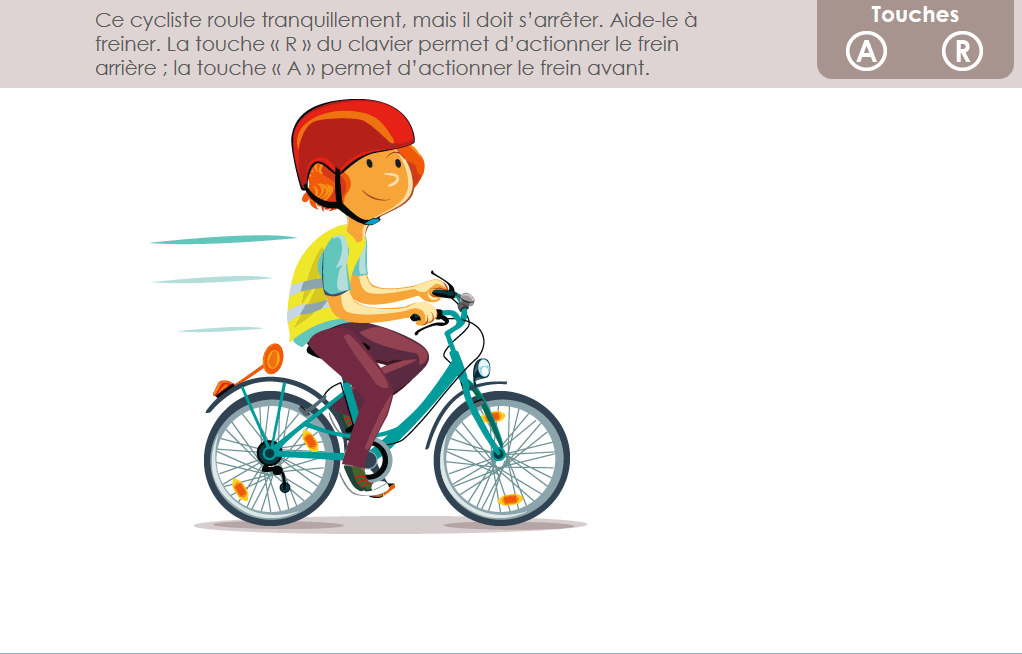 Ce cycliste roule tranquillement, mais il doit s’arrêter. Aide-le à
freiner. La touche « R » du clavier permet d’actionner le frein
arrière ; la touche « A » permet d’actionner le frein avant.
Touches
A R